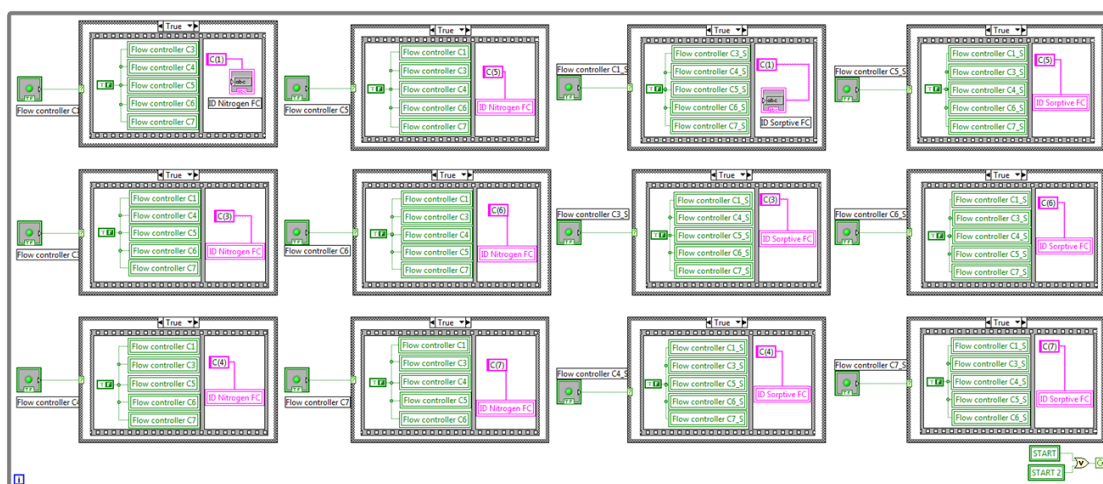 True
Flow controller C3
Flow controller C4
Flow controller C5
Flow controller C6
Flow controller C7
C(1)
abc
ID Nitrogen FC
TF
Flow controller C1
True
Flow controller C1
Flow controller C3
Flow controller C4
Flow controller C6
Flow controller C7
C(5)
ID Nitrogen FC
TF
Flow controller C5
True
Flow controller C3_S
Flow controller C4_S
Flow controller C5_S
Flow controller C6_S
Flow controller C7_S
C(1)
abc
ID Sorptive FC
Flow controller C1_S
TF
True
Flow controller C1_S
Flow controller C3_S
Flow controller C4_S
Flow controller C6_S
Flow controller C7_S
C(5)
ID Sorptive FC
Flow controller C5_S
TF
True
Flow controller C1
Flow controller C4
Flow controller C5
Flow controller C6
Flow controller C7
C(3)
ID Nitrogen FC
TF
Flow controller C3
True
Flow controller C1
Flow controller C3
Flow controller C4
Flow controller C5
Flow controller C7
C(6)
ID Nitrogen FC
TF
Flow controller C6
True
Flow controller C1_S
Flow controller C4_S
Flow controller C5_S
Flow controller C6_S
Flow controller C7_S
C(3)
ID Sorptive FC
Flow controller C3_S
TF
True
Flow controller C1_S
Flow controller C3_S
Flow controller C4_S
Flow controller C5_S
Flow controller C7_S
C(6)
ID Sorptive FC
Flow controller C6_S
TF
True
Flow controller C1
Flow controller C3
Flow controller C5
Flow controller C6
Flow controller C7
C(4)
ID Nitrogen FC
TF
Flow controller C4
True
Flow controller C1
Flow controller C3
Flow controller C4
Flow controller C5
Flow controller C6
C(7)
ID Nitrogen FC
TF
Flow controller C7
True
Flow controller C1_S
Flow controller C3_S
Flow controller C5_S
Flow controller C6_S
Flow controller C7_S
C(4)
ID Sorptive FC
Flow controller C4_S
TF
True
Flow controller C1_S
Flow controller C3_S
Flow controller C4_S
Flow controller C5_S
Flow controller C6_S
C(7)
ID Sorptive FC
Flow controller C7_S
TF
START
START 2
i